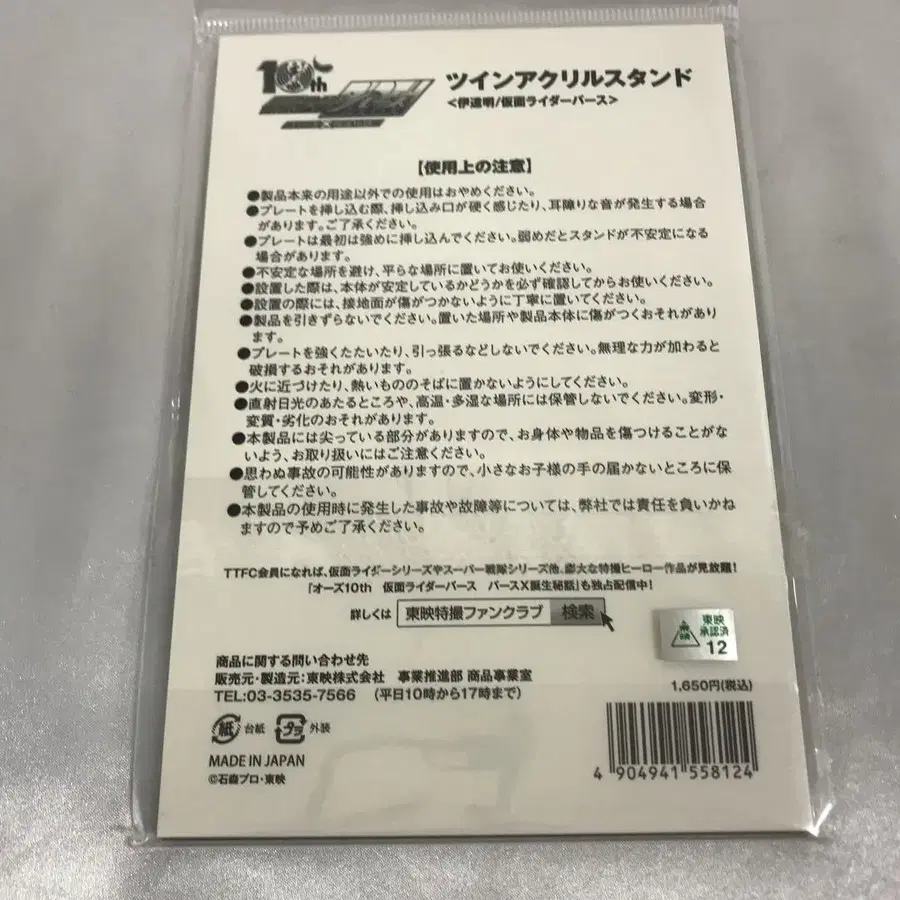 10th
ツインアクリルスタンド
<伊達明/仮面ライダーバース>
【使用上の注意】
●製品本来の用途以外での使用はおやめください。
●プレートを挿し込む際、挿し込み口が硬く感じたり、耳障りな音が発生する場合
があります。ご了承ください。
●プレートは最初は強めに挿し込んでください。弱めだとスタンドが不安定になる
場合があります。
●不安定な場所を避け、平らな場所に置いてお使いください。
●設置した際は、本体が安定しているかどうかを必ず確認してからお使いください。
●設置の際には、接地面が傷がつかないように丁寧に置いてください。
●製品を引きずらないでください。置いた場所や製品本体に傷がつくおそれがあり
ます。
●プレートを強くたたいたり、引っ張るなどしないでください。無理な力が加わると
破損するおそれがあります。
●火に近づけたり、熱いもののそばに置かないようにしてください。
●直射日光のあたるところや、高温・多湿な場所には保管しないでください。変形・
変質・劣化のおそれがあります。
●本製品には尖っている部分がありますので、お身体や物品を傷つけることがな
いよう、お取り扱いにはご注意ください。
●思わぬ事故の可能性がありますので、小さなお子様の手の届かないところに保
管してください。
●本製品の使用時に発生した事故や故障等については、弊社では責任を負いかね
ますので予めご了承ください。
TTFC会員になれば、仮面ライダーシリーズやスーパー戦隊シリーズ他、膨大な特撮ヒーロー作品が見放題!
『オーズ10th 仮面ライダーバース バースX誕生秘話』も独占配信中!
詳しくは 東映特撮ファンクラブ 検索
東映
承認済
12
商品に関する問い合わせ先
販売元・製造元:東映株式会社 事業推進部 商品事業室
TEL:03-3535-7566 (平日10時から17時まで)
1,650円(税込)
紙 台紙 プラ 外装
MADE IN JAPAN
©石森プロ・東映
4 904941 558124